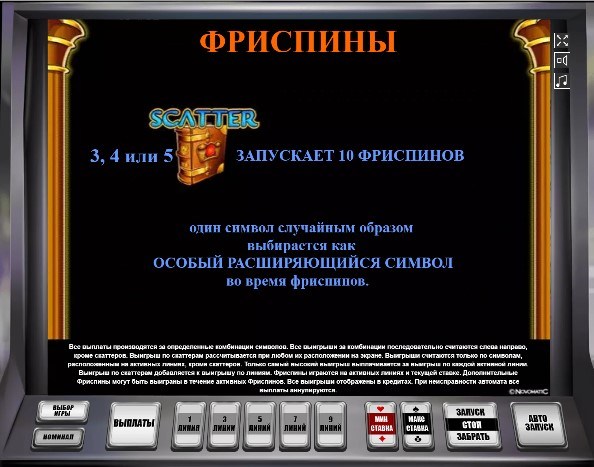 ФРИСПИНЫ
SCATTER
3, 4 или 5 ЗАПУСКАЕТ 10 ФРИСПИНОВ
один символ случайным образом
выбирается как
ОСОБЫЙ РАСШИРЯЮЩИЙСЯ СИМВОЛ
во время фриспинов.
Все выплаты производятся за определенные комбинации символов. Все выигрыши за комбинации последовательно считаются слева направо,
кроме скаттеров. Выигрыш по скаттерам рассчитывается при любом их расположении на экране. Выигрыши считаются только по символам,
расположенным на активных линиях, кроме скаттеров. Только самый высокий выигрыш выплачивается за выигрыш по каждой активной линии.
Выигрыш по скаттерам добавляется к выигрышу по линиям. Фриспины играются на активных линиях и текущей ставке. Дополнительные
Фриспины могут быть выиграны в течение активных Фриспинов. Все выигрыши отображены в кредитах. При неисправности автомата все
выплаты аннулируются.
©NOVOMATIC
ВЫБОР
ИГРЫ
НОМИНАЛ
ВЫПЛАТЫ
1
ЛИНИЯ
3
ЛИНИИ
5
ЛИНИЙ
7
ЛИНИЙ
9
ЛИНИЙ
МИН
СТАВКА
МАКС
СТАВКА
ЗАПУСК
СТОП
ЗАБРАТЬ
АВТО
ЗАПУСК